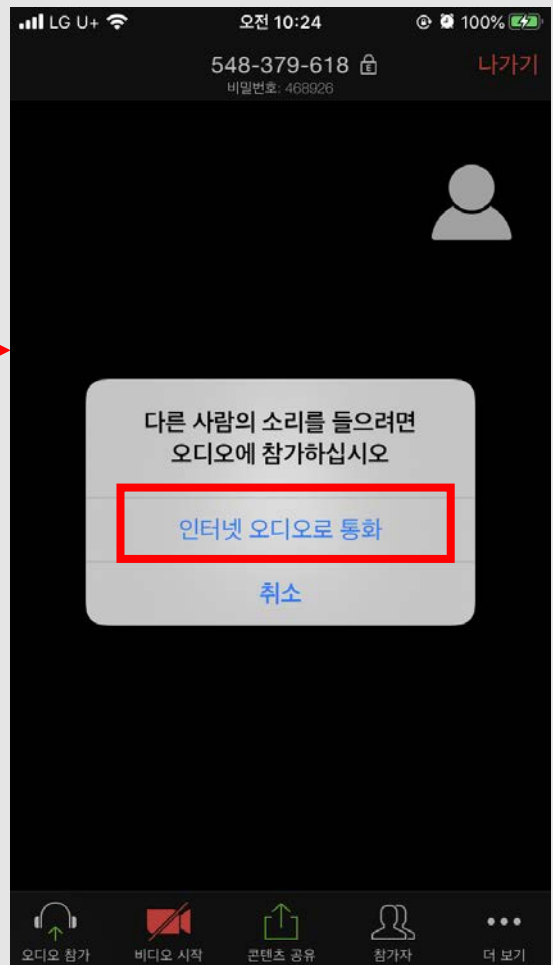 LG U+ 오전 10:24 100%
548-379-618 나가기
비밀번호: 468926
다른 사람의 소리를 들으려면
오디오에 참가하십시오
인터넷 오디오로 통화
취소
오디오 참가 비디오 시작 콘텐츠 공유 참가자 더 보기